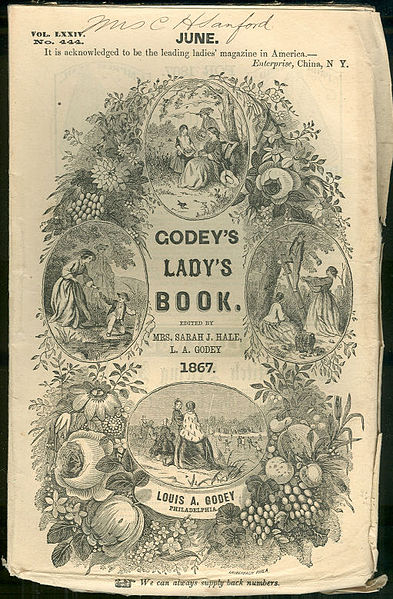 Mrs C H Sanford
VOL. LXXIV.
No. 444.
JUNE.
It is acknowledged to be the leading ladies' magazine in America.—
Enterprise, China, N Y.
GODEY'S
LADY'S
BOOK.
EDITED BY
MRS. SARAH J. HALE,
L. A. GODEY
1867.
LOUIS A. GODEY
PHILADELPHIA.
We can always supply back numbers.